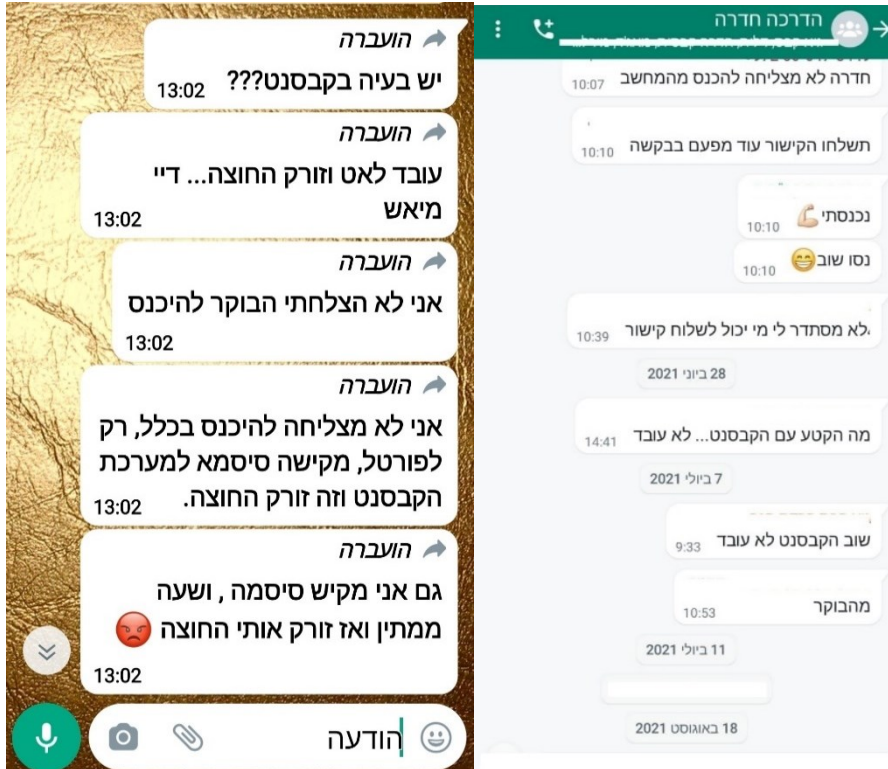 הועברה
יש בעיה בקבסנט???
13:02
הועברה
עובד לאט וזורק החוצה... דיי
מיאש
13:02
הועברה
אני לא הצלחתי הבוקר להיכנס
13:02
הועברה
אני לא מצליחה להיכנס בכלל, רק
לפורטל, מקישה סיסמא למערכת
הקבסנט וזה זורק החוצה.
13:02
הועברה
גם אני מקיש סיסמה , ושעה
ממתין ואז זורק אותי החוצה 😡
13:02
הודעה
הדרכה חדרה
חדרה לא מצליחה להכנס מהמחשב
10:07
תשלחו הקישור עוד מפעם בבקשה
10:10
נכנסתי💪🏻
10:10
נסו שוב😁
10:10
לא מסתדר לי מי יכול לשלוח קישור
10:39
28 ביוני 2021
מה הקטע עם הקבסנט... לא עובד
14:41
7 ביולי 2021
שוב הקבסנט לא עובד
9:33
מהבוקר
10:53
11 ביולי 2021
18 באוגוסט 2021